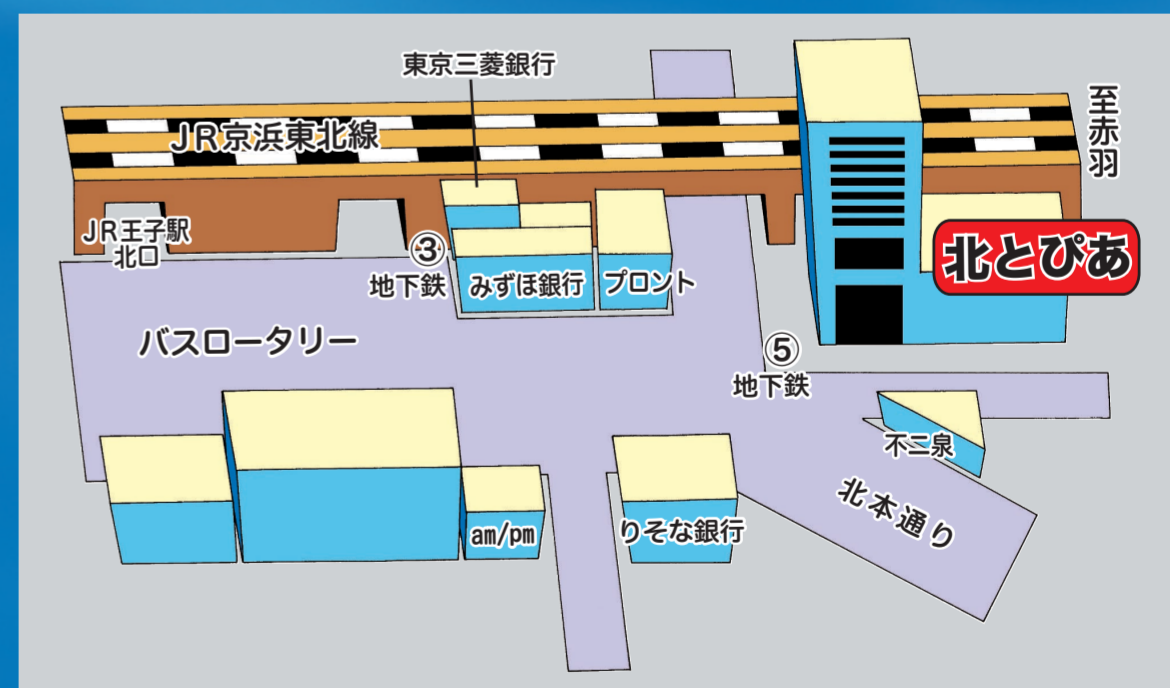 東京三菱銀行
至赤羽
JR京浜東北線
JR王子駅
北口
③
地下鉄
みずほ銀行
プロント
北とぴあ
バスロータリー
⑤
地下鉄
不二泉
北本通り
am/pm
りそな銀行